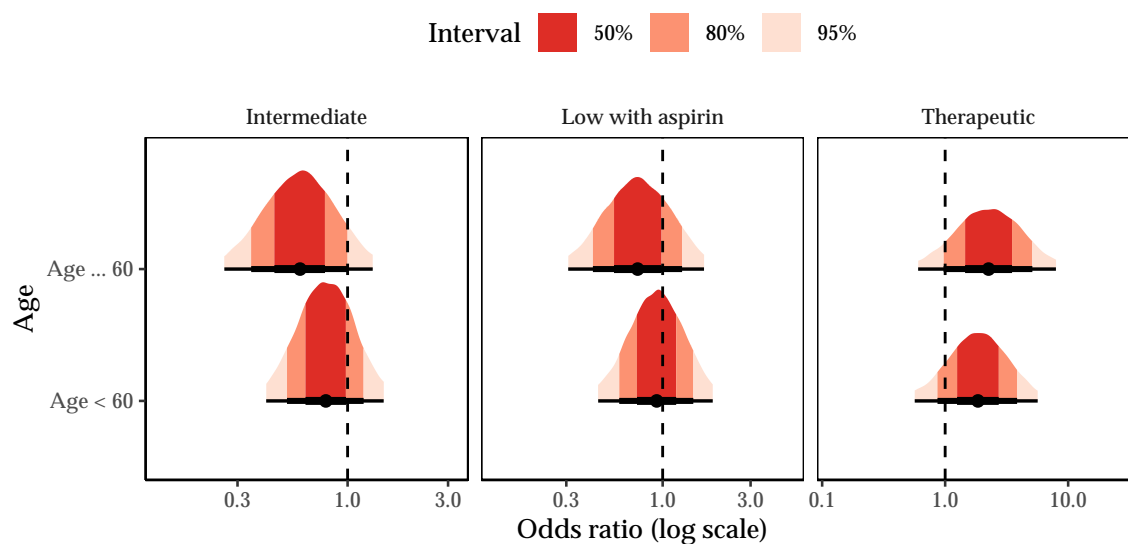 Interval 50% 80% 95%
Intermediate Low with aspirin Therapeutic
Age
Age ... 60
Age < 60
0.3 1.0 3.0 0.3 1.0 3.0 0.1 1.0 10.0
Odds ratio (log scale)